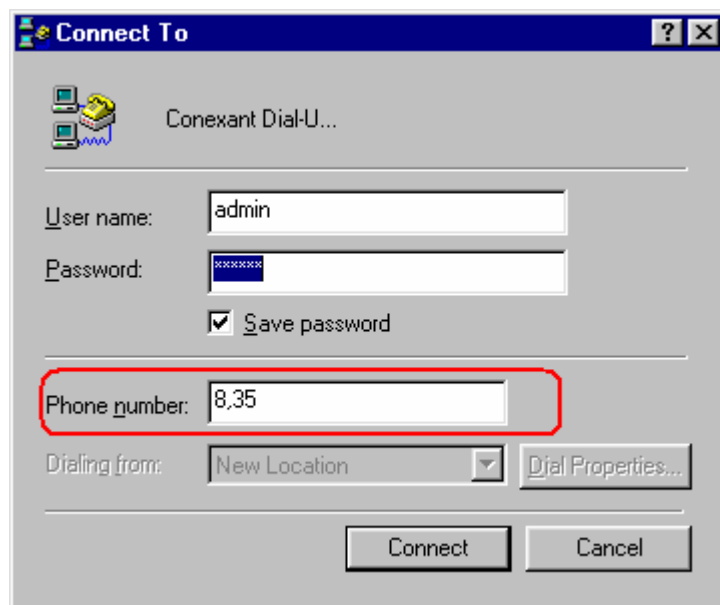 Connect To
Conexant Dial-U...
User name: admin
Password: ******
Save password
Phone number: 8,35
Dialing from: New Location Dial Properties...
Connect Cancel